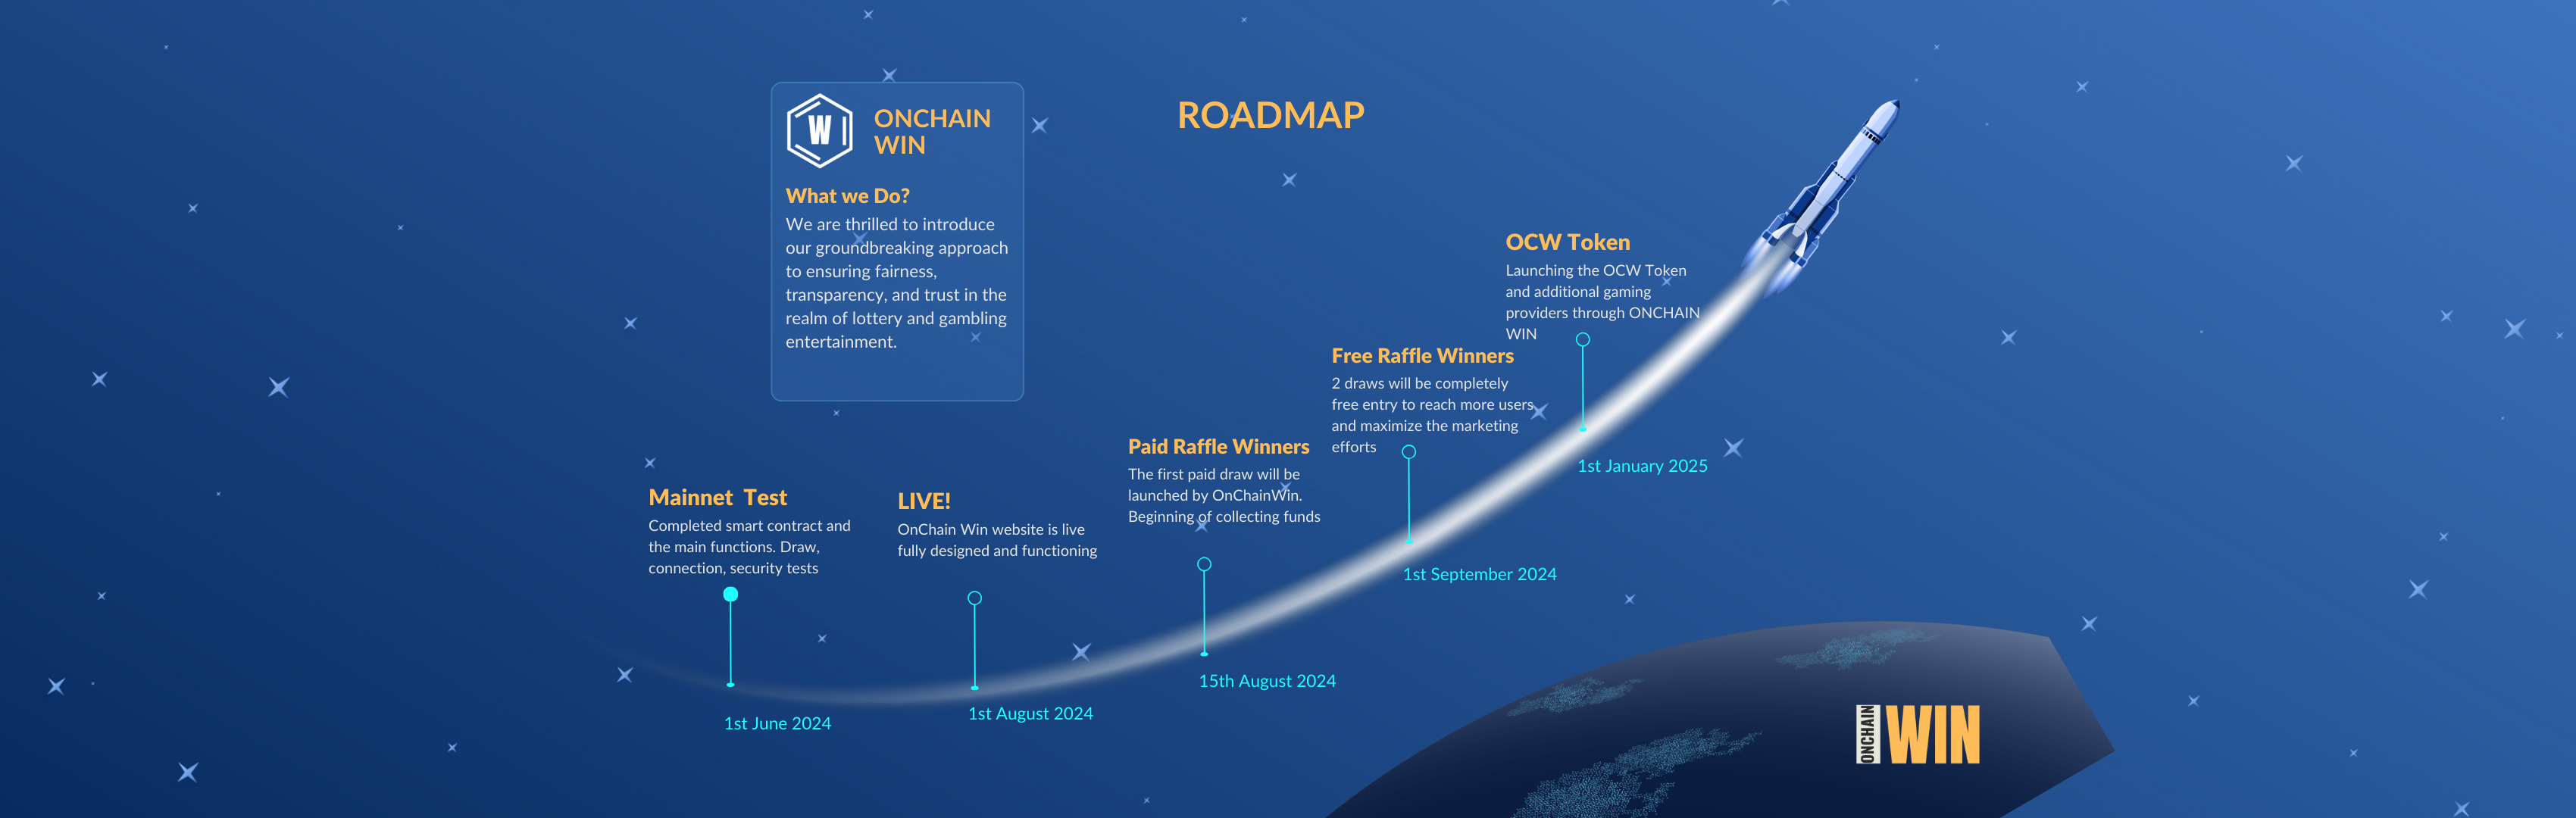 ROADMAP
W
ONCHAIN
WIN
What we Do?
We are thrilled to introduce
our groundbreaking approach
to ensuring fairness,
transparency, and trust in the
realm of lottery and gambling
entertainment.
Mainnet  Test
Completed smart contract and
the main functions. Draw,
connection, security tests
1st June 2024
LIVE!
OnChain Win website is live
fully designed and functioning
1st August 2024
Paid Raffle Winners
The first paid draw will be
launched by OnChainWin.
Beginning of collecting funds
15th August 2024
Free Raffle Winners
2 draws will be completely
free entry to reach more users
and maximize the marketing
efforts
1st September 2024
OCW Token
Launching the OCW Token
and additional gaming
providers through ONCHAIN
WIN
1st January 2025
ONCHAIN
WIN